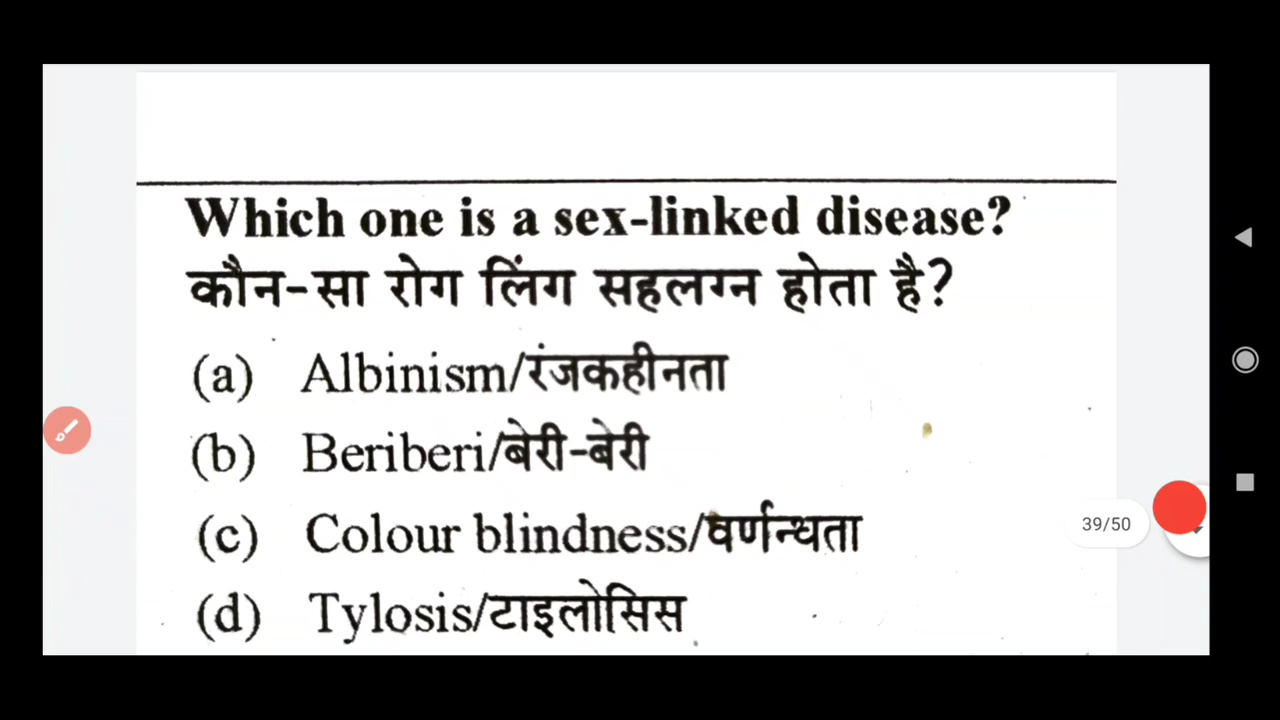 Which one is a sex-linked disease?
कौन-सा रोग लिंग सहलग्न होता है?
(a) Albinism/रंजकहीनता
(b) Beriberi/बेरी-बेरी
(c) Colour blindness/वर्णन्धता
39/50
(d) Tylosis/टाइलोसिस